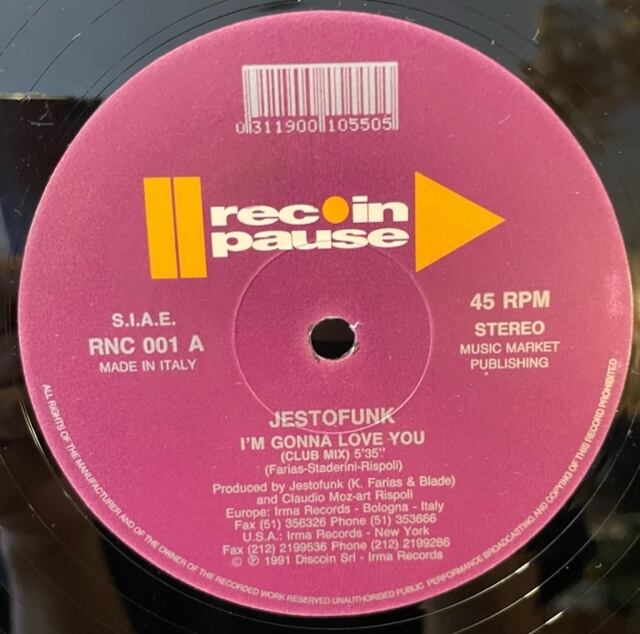 0 311900 105505
rec in
pause
S.I.A.E.
RNC 001 A
MADE IN ITALY
45 RPM
STEREO
MUSIC MARKET
PUBLISHING
JESTOFUNK
I'M GONNA LOVE YOU
(CLUB MIX) 5'35''
(Farias-Staderini-Rispoli)
Produced by Jestofunk (K. Farias & Blade)
and Claudio Moz-art Rispoli
Europe: Irma Records - Bologna - Italy
Fax (51) 356326 Phone (51) 353666
U.S.A.: Irma Records - New York
Fax (212) 2199536 Phone (212) 2199286
© ℗ 1991 Discoin Srl - Irma Records
ALL RIGHTS OF THE MANUFACTURER AND OF THE OWNER OF THE RECORDED WORK RESERVED UNAUTHORISED PUBLIC PERFORMANCE BROADCASTING AND COPYING OF THIS RECORD PROHIBITED